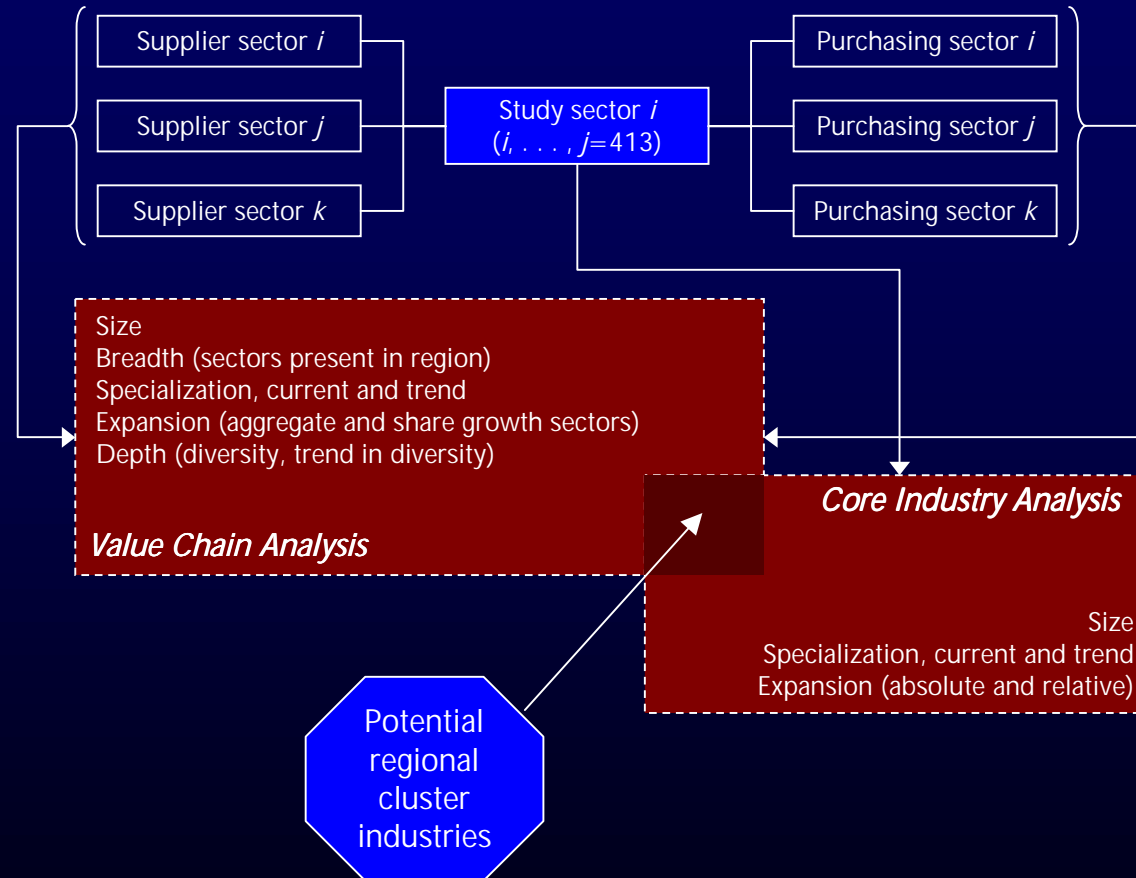 Supplier sector i
Supplier sector j
Supplier sector k
Study sector i
(i, . . . , j=413)
Purchasing sector i
Purchasing sector j
Purchasing sector k
Size
Breadth (sectors present in region)
Specialization, current and trend
Expansion (aggregate and share growth sectors)
Depth (diversity, trend in diversity)
Value Chain Analysis
Core Industry Analysis
Size
Specialization, current and trend
Expansion (absolute and relative)
Potential
regional
cluster
industries